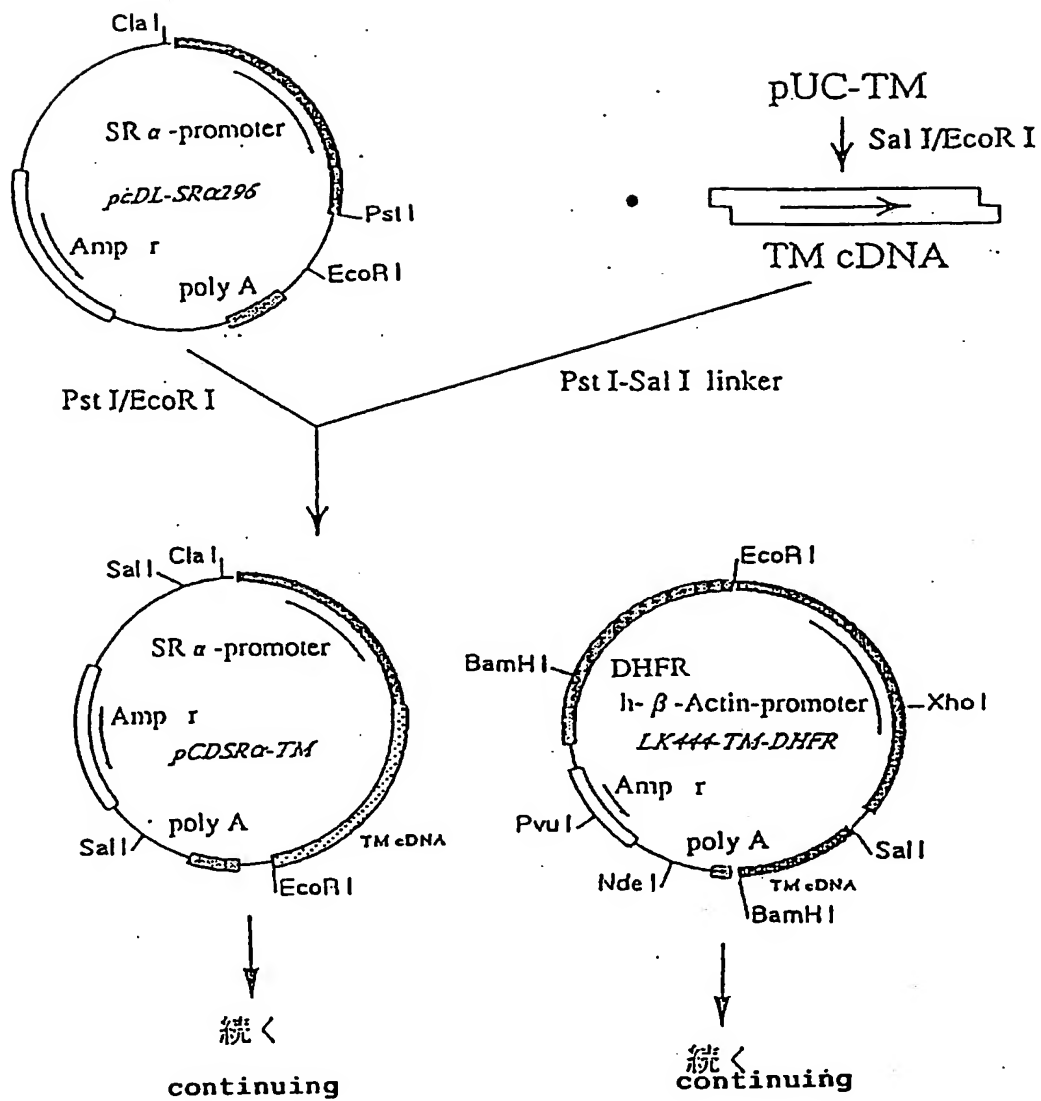 Cla I
SR α-promoter
pcDL-SRα296
Pst I
Amp r
EcoR I
poly A
pUC-TM
Sal I/EcoR I
TM cDNA
Pst I/EcoR I
Pst I-Sal I linker
Sal I
Cla I
SR α-promoter
Amp r
pCDSRα-TM
poly A
Sal I
TM cDNA
EcoR I
EcoR I
BamH I
DHFR
h-β-Actin-promoter
Xho I
LK444-TM-DHFR
Amp r
Pvu I
poly A
Sal I
Nde I
TM cDNA
BamH I
続く
continuing
続く
continuing